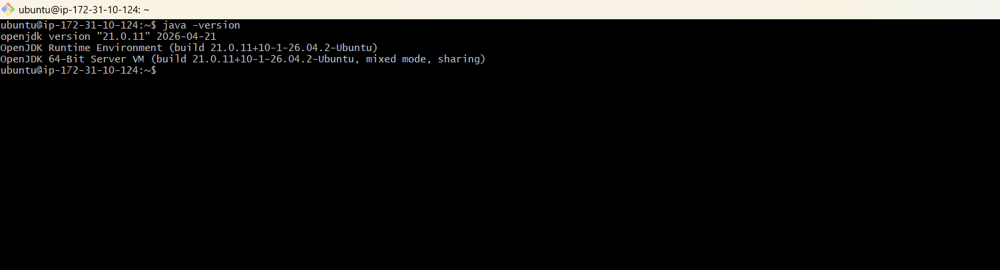 ubuntu@ip-172-31-10-124: ~
ubuntu@ip-172-31-10-124:~$ java -version
openjdk version "21.0.11" 2026-04-21
OpenJDK Runtime Environment (build 21.0.11+10-1-26.04.2-Ubuntu)
OpenJDK 64-Bit Server VM (build 21.0.11+10-1-26.04.2-Ubuntu, mixed mode, sharing)
ubuntu@ip-172-31-10-124:~$